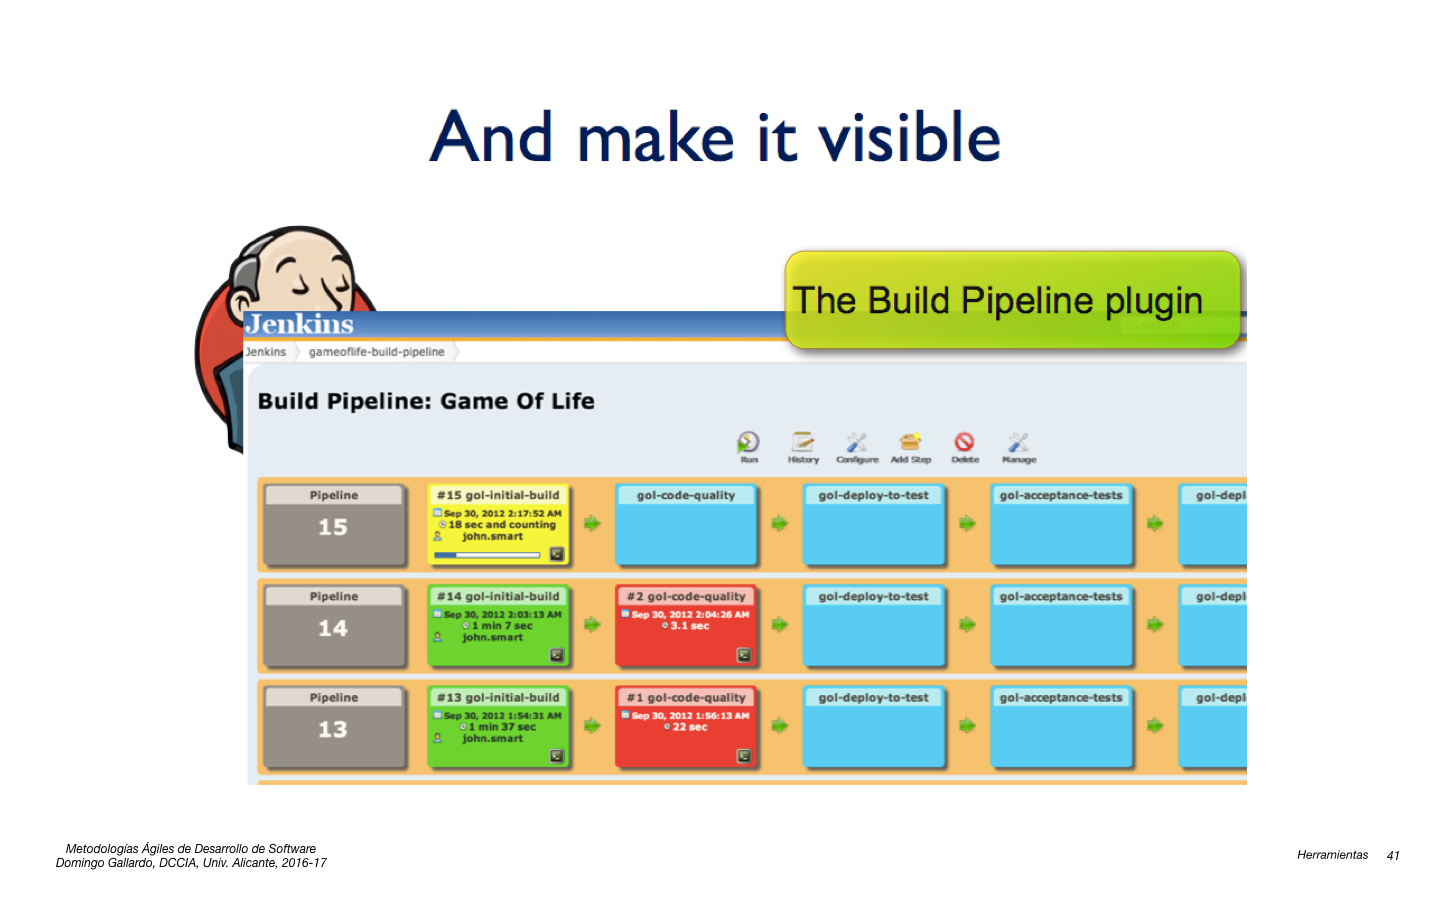 And make it visible
The Build Pipeline plugin
Jenkins
Jenkins
gameoflife-build-pipeline
Build Pipeline: Game Of Life
Run
History
Configure
Add Step
Delete
Manage
Pipeline
15
#15 gol-initial-build
Sep 30, 2012 2:17:52 AM
18 sec and counting
john.smart
gol-code-quality
gol-deploy-to-test
gol-acceptance-tests
gol-depl
Pipeline
14
#14 gol-initial-build
Sep 30, 2012 2:03:13 AM
1 min 7 sec
john.smart
#2 gol-code-quality
Sep 30, 2012 2:04:26 AM
3.1 sec
gol-deploy-to-test
gol-acceptance-tests
gol-depl
Pipeline
13
#13 gol-initial-build
Sep 30, 2012 1:54:31 AM
1 min 37 sec
john.smart
#1 gol-code-quality
Sep 30, 2012 1:56:13 AM
22 sec
gol-deploy-to-test
gol-acceptance-tests
gol-depl
Metodologías Ágiles de Desarrollo de Software
Domingo Gallardo, DCCIA, Univ. Alicante, 2016-17
Herramientas
41